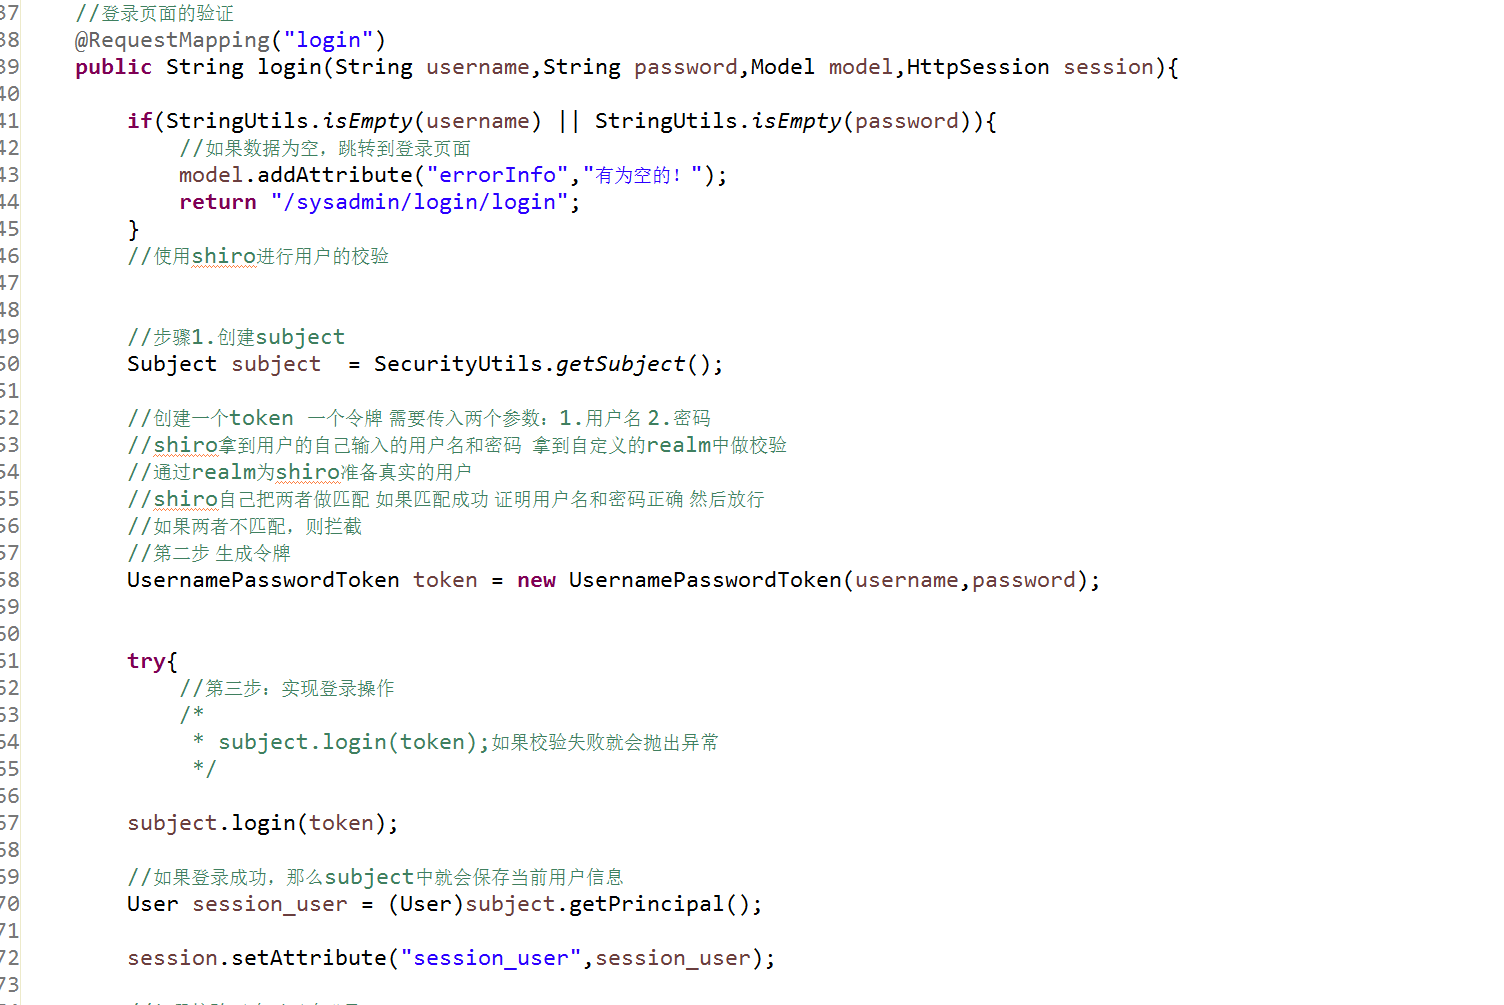 37 //登录页面的验证
38 @RequestMapping("login")
39 public String login(String username,String password,Model model,HttpSession session){
40
41 if(StringUtils.isEmpty(username) || StringUtils.isEmpty(password)){
42 //如果数据为空，跳转到登录页面
43 model.addAttribute("errorInfo","有为空的！");
44 return "/sysadmin/login/login";
45 }
46 //使用shiro进行用户的校验
47
48
49 //步骤1.创建subject
50 Subject subject  = SecurityUtils.getSubject();
51
52 //创建一个token 一个令牌 需要传入两个参数：1.用户名 2.密码
53 //shiro拿到用户的自己输入的用户名和密码 拿到自定义的realm中做校验
54 //通过realm为shiro准备真实的用户
55 //shiro自己把两者做匹配 如果匹配成功 证明用户名和密码正确 然后放行
56 //如果两者不匹配，则拦截
57 //第二步 生成令牌
58 UsernamePasswordToken token = new UsernamePasswordToken(username,password);
59
60
61 try{
62 //第三步：实现登录操作
63 /*
64 * subject.login(token);如果校验失败就会抛出异常
65 */
66
67 subject.login(token);
68
69 //如果登录成功，那么subject中就会保存当前用户信息
70 User session_user = (User)subject.getPrincipal();
71
72 session.setAttribute("session_user",session_user);
73